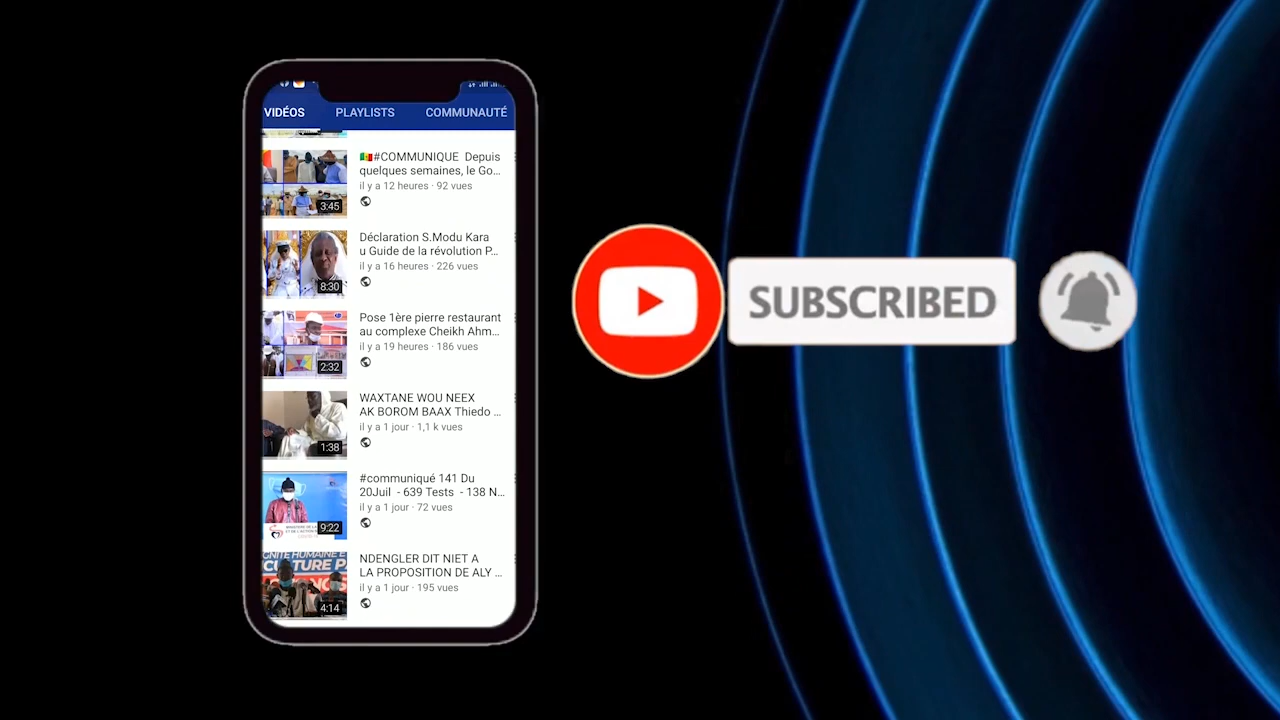 VIDÉOS PLAYLISTS COMMUNAUTÉ
#COMMUNIQUE Depuis
quelques semaines, le Go...
il y a 12 heures · 92 vues
3:45
Déclaration S.Modu Kara
u Guide de la révolution P...
il y a 16 heures · 226 vues
8:30
Pose 1ère pierre restaurant
au complexe Cheikh Ahm...
il y a 19 heures · 186 vues
2:32
WAXTANE WOU NEEX
AK BOROM BAAX Thiedo ...
il y a 1 jour · 1,1 k vues
1:38
#communiqué 141 Du
20Juil - 639 Tests - 138 N...
il y a 1 jour · 72 vues
9:22
NDENGLER DIT NIET A
LA PROPOSITION DE ALY ...
il y a 1 jour · 195 vues
4:14
SUBSCRIBED